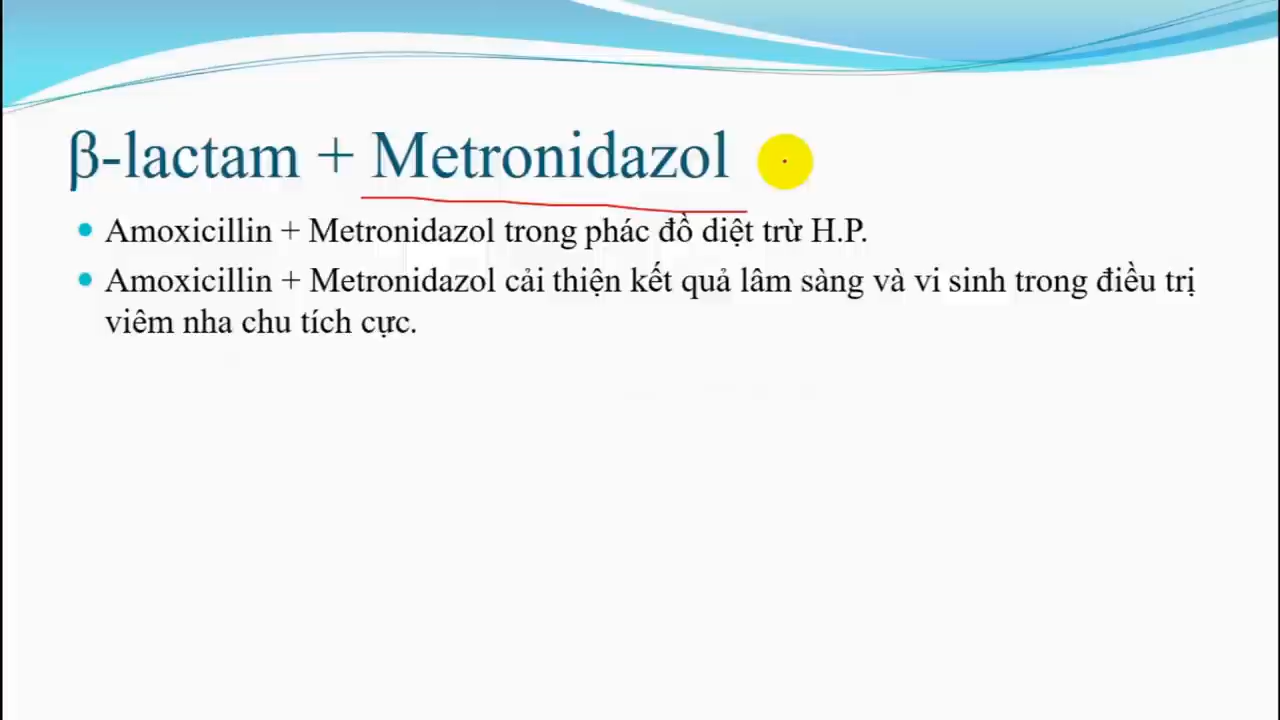 β-lactam + Metronidazol
Amoxicillin + Metronidazol trong phác đồ diệt trừ H.P.
Amoxicillin + Metronidazol cải thiện kết quả lâm sàng và vi sinh trong điều trị
viêm nha chu tích cực.